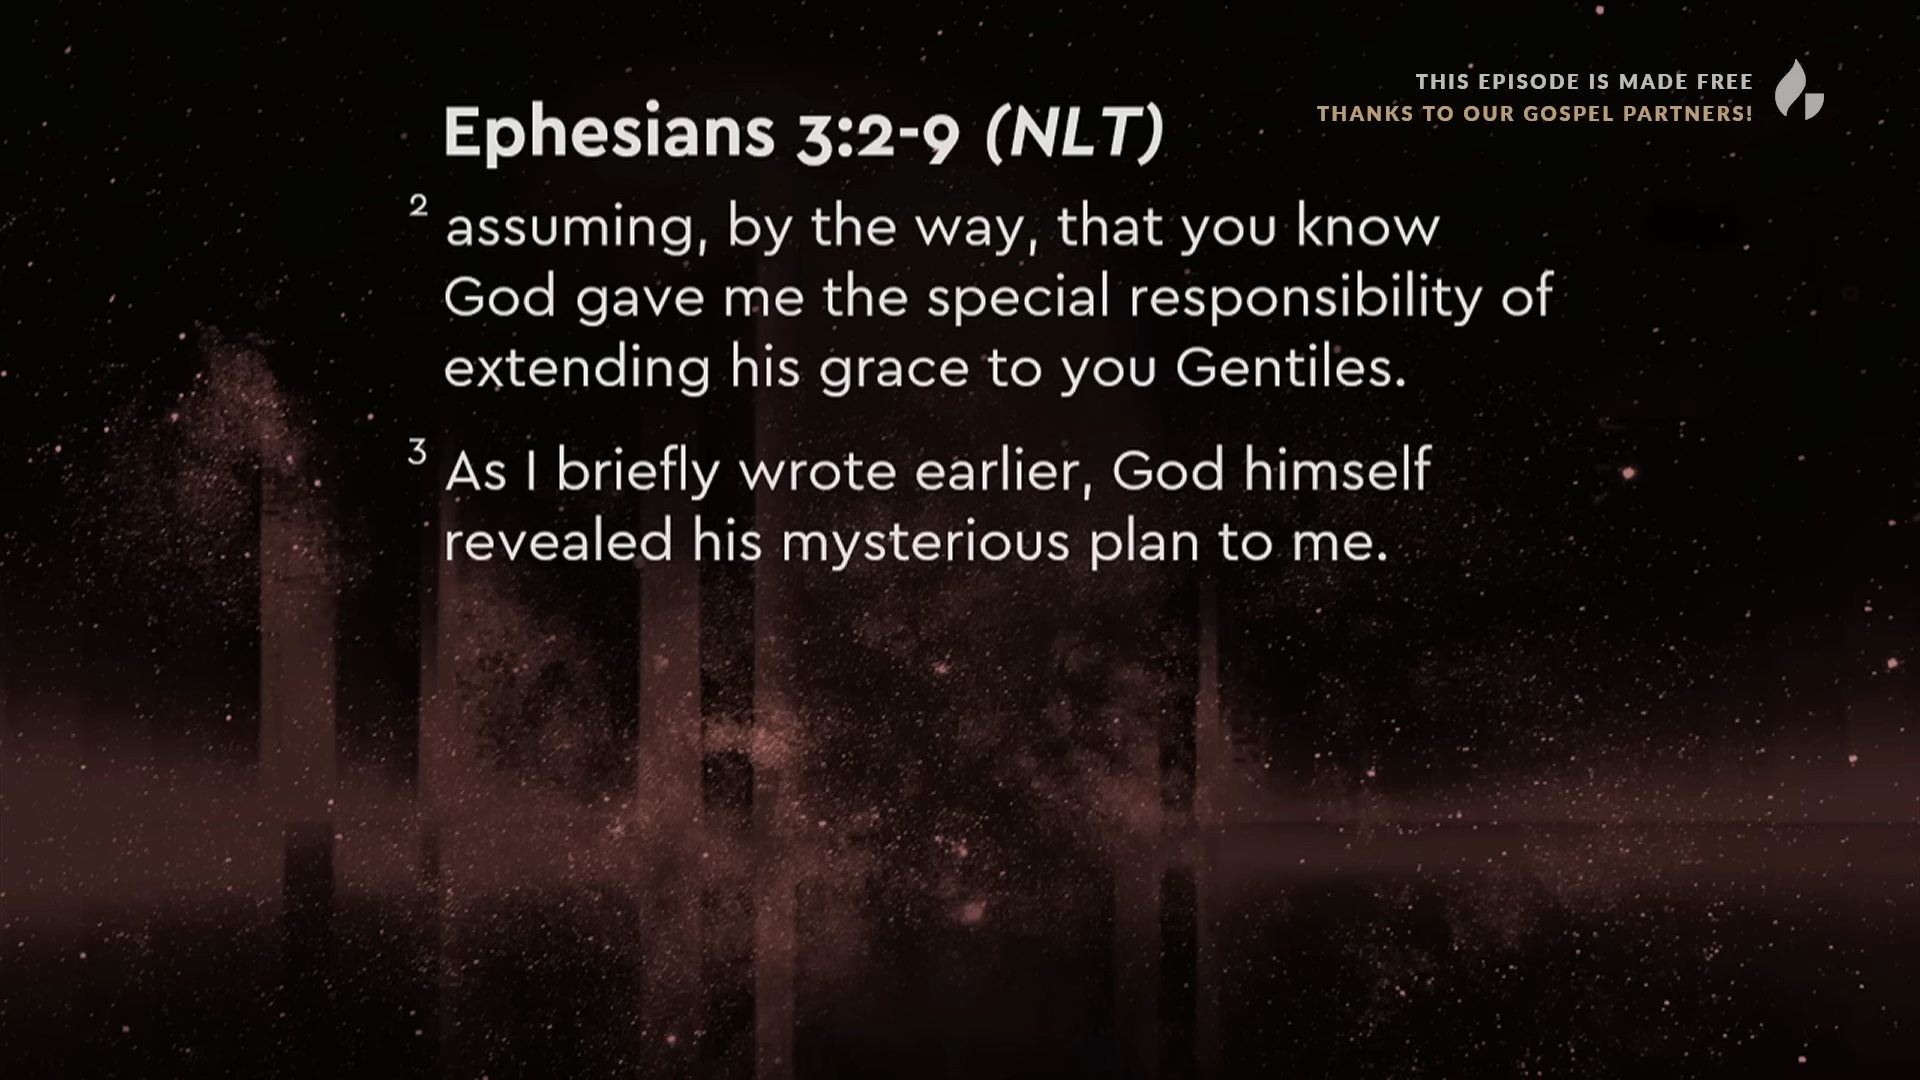 THIS EPISODE IS MADE FREE
THANKS TO OUR GOSPEL PARTNERS!
Ephesians 3:2-9 (NLT)
2 assuming, by the way, that you know
God gave me the special responsibility of
extending his grace to you Gentiles.
3 As I briefly wrote earlier, God himself
revealed his mysterious plan to me.